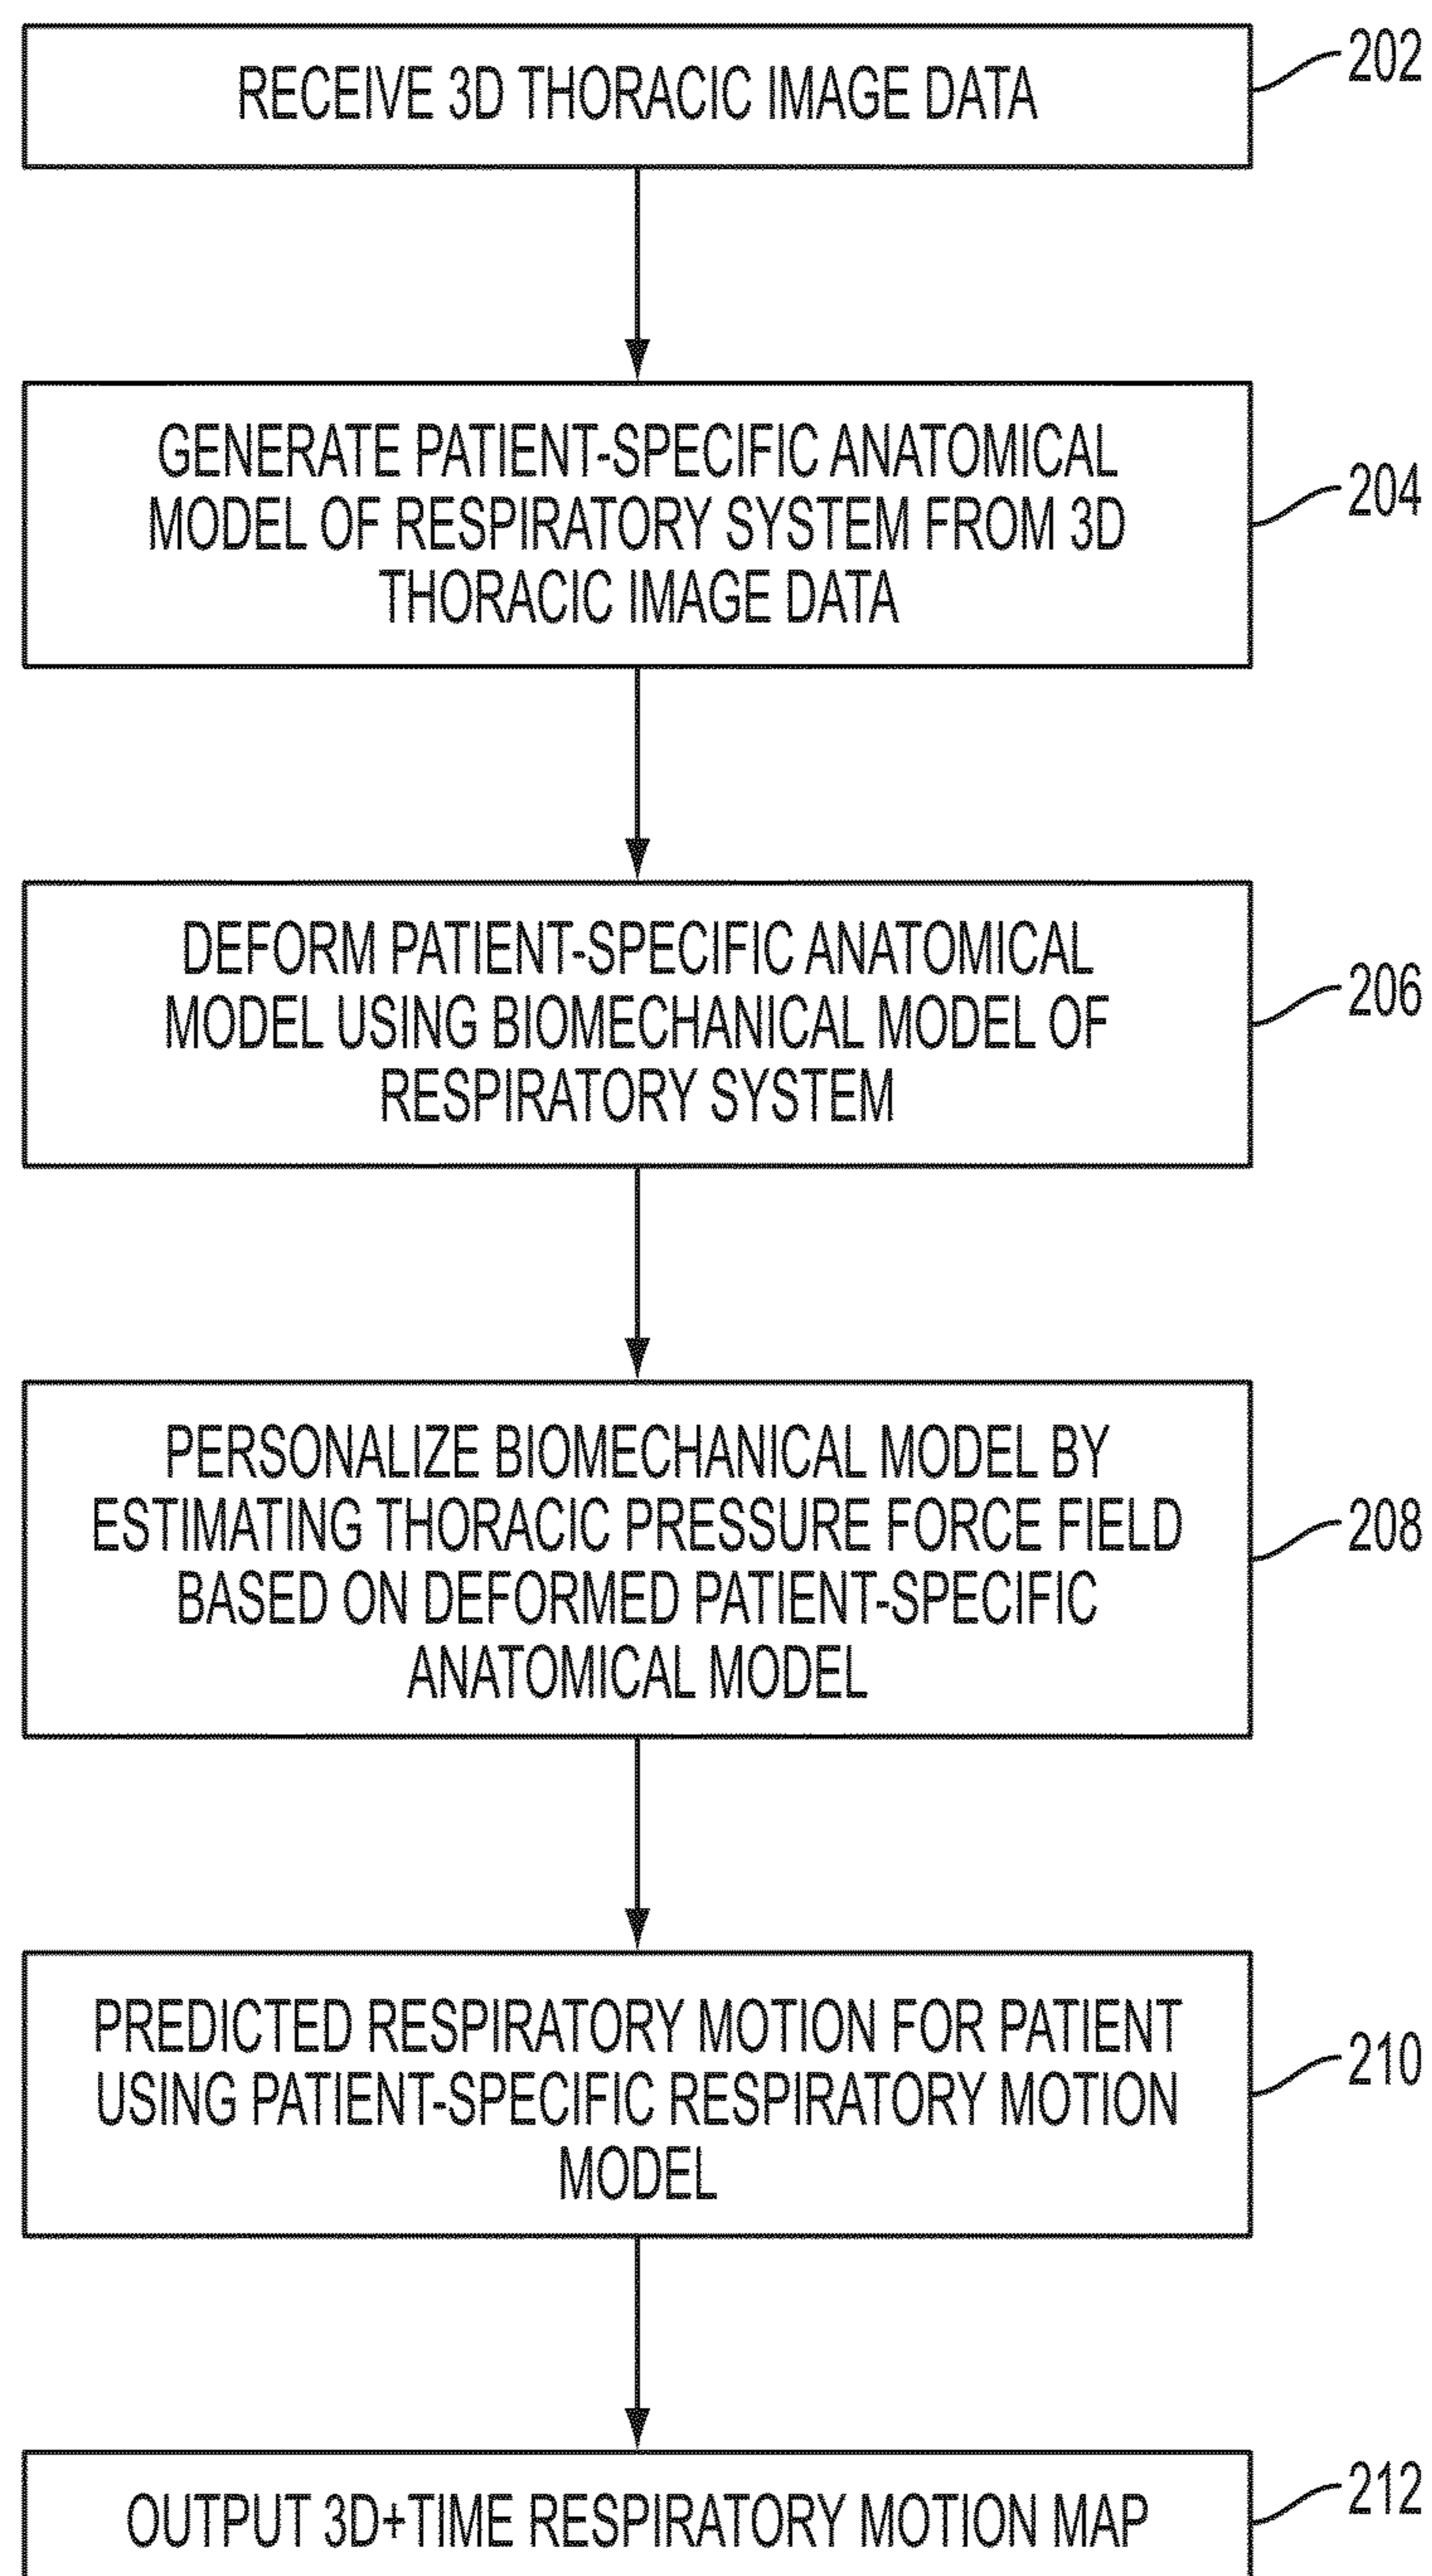 RECEIVE 3D THORACIC IMAGE DATA
202
GENERATE PATIENT-SPECIFIC ANATOMICAL
MODEL OF RESPIRATORY SYSTEM FROM 3D
THORACIC IMAGE DATA
204
DEFORM PATIENT-SPECIFIC ANATOMICAL
MODEL USING BIOMECHANICAL MODEL OF
RESPIRATORY SYSTEM
206
PERSONALIZE BIOMECHANICAL MODEL BY
ESTIMATING THORACIC PRESSURE FORCE FIELD
BASED ON DEFORMED PATIENT-SPECIFIC
ANATOMICAL MODEL
208
PREDICTED RESPIRATORY MOTION FOR PATIENT
USING PATIENT-SPECIFIC RESPIRATORY MOTION
MODEL
210
OUTPUT 3D+TIME RESPIRATORY MOTION MAP
212